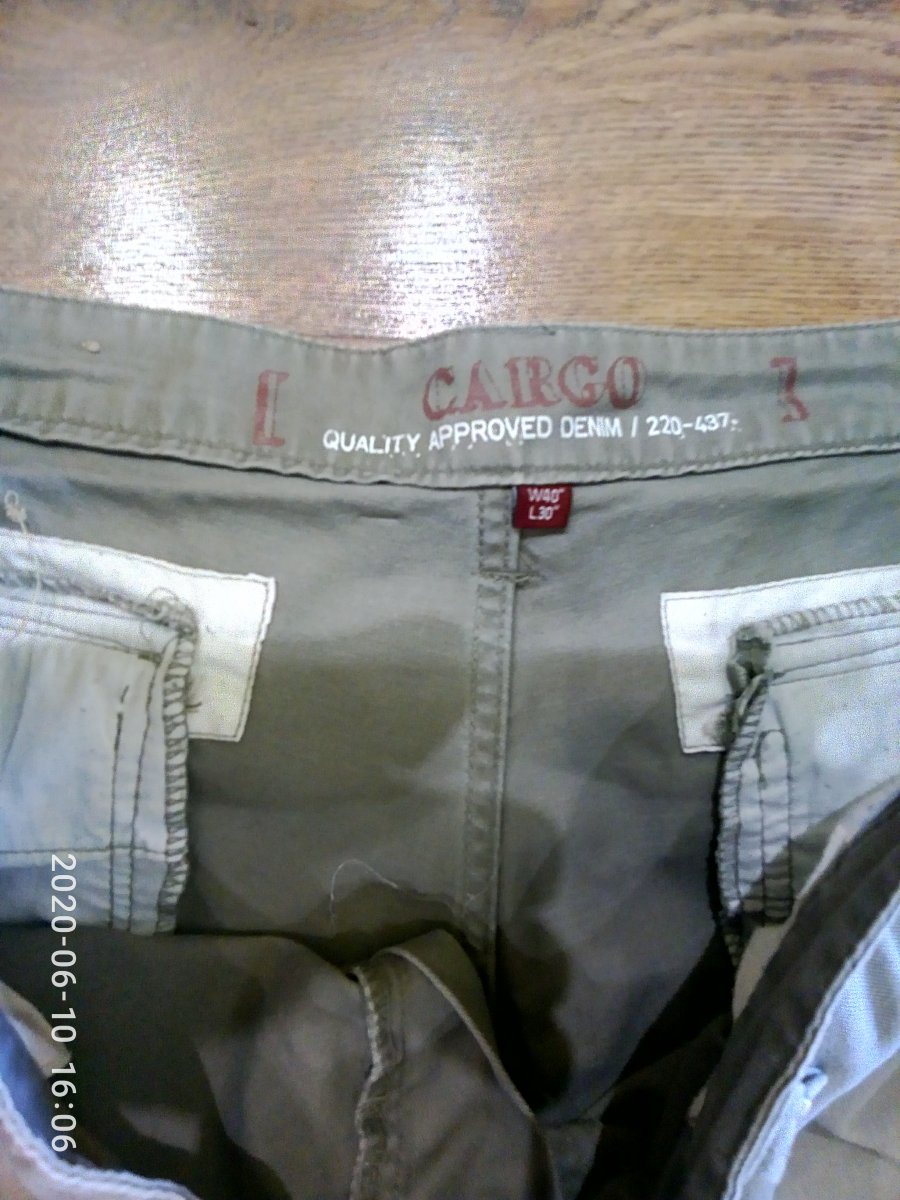 [ CARGO ]
QUALITY APPROVED DENIM / 220-437-
W40"
L30"
2020-06-10 16:06